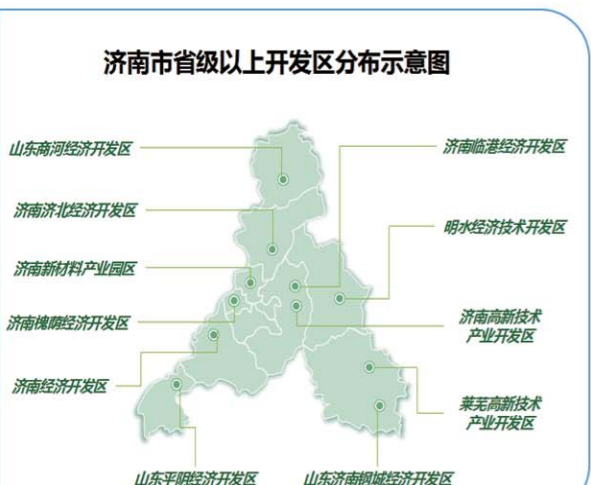 济南市省级以上开发区分布示意图
山东商河经济开发区
济南临港经济开发区
济南济北经济开发区
明水经济技术开发区
济南新材料产业园区
济南槐荫经济开发区
济南高新技术
产业开发区
济南经济开发区
莱芜高新技术
产业开发区
山东平阴经济开发区
山东济南钢城经济开发区